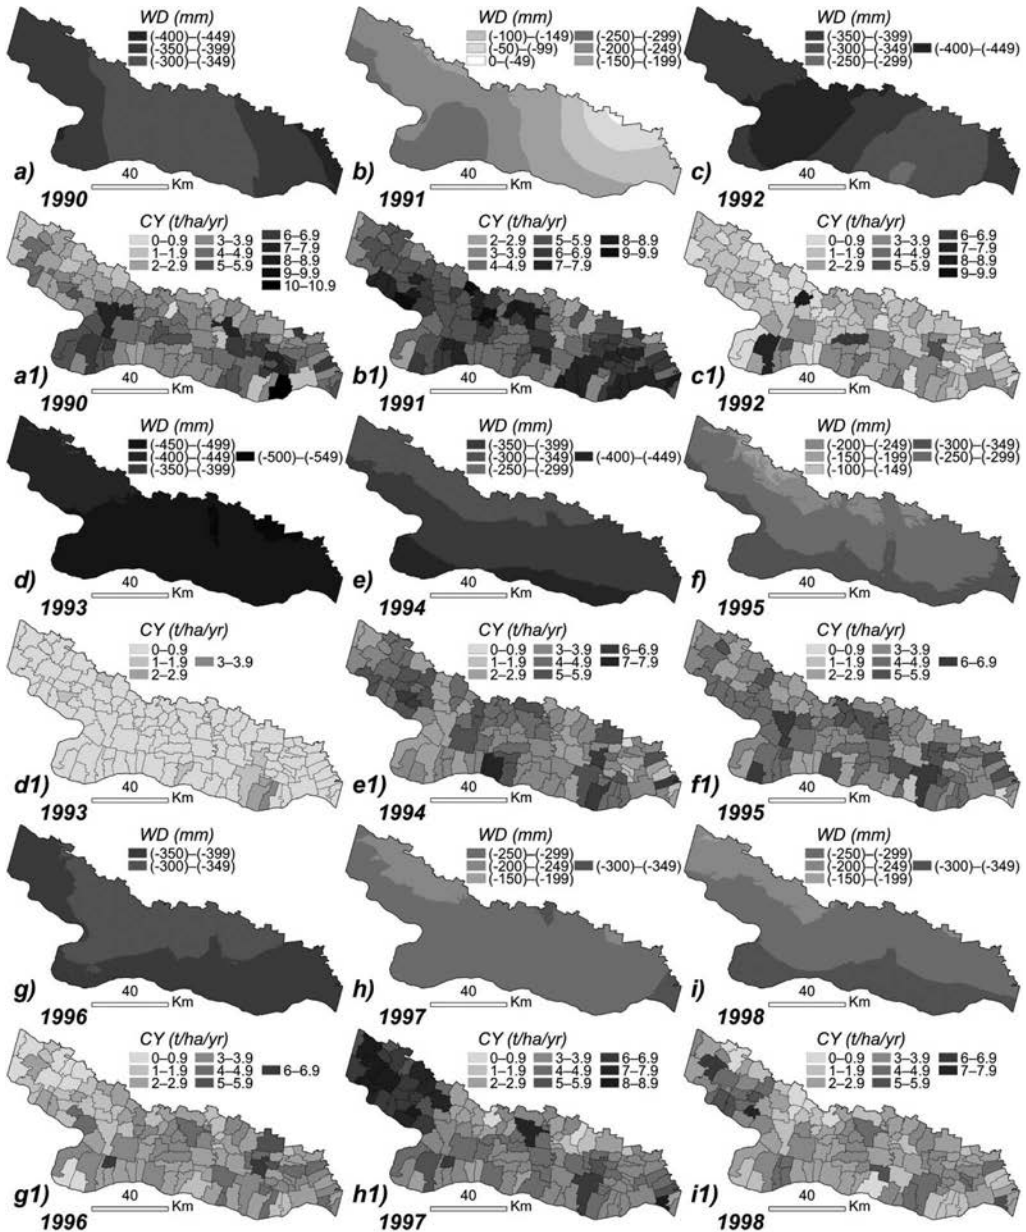 WD (mm)
(-400)–(-449)
(-350)–(-399)
(-300)–(-349)
a)
1990
40 Km
WD (mm)
(-100)–(-149) (-250)–(-299)
(-50)–(-99) (-200)–(-249)
0–(-49) (-150)–(-199)
b)
1991
40 Km
WD (mm)
(-350)–(-399)
(-300)–(-349) (-400)–(-449)
(-250)–(-299)
c)
1992
40 Km
CY (t/ha/yr)
0–0.9 3–3.9 6–6.9
1–1.9 4–4.9 7–7.9
2–2.9 5–5.9 8–8.9
9–9.9
10–10.9
a1)
1990
40 Km
CY (t/ha/yr)
2–2.9 5–5.9 8–8.9
3–3.9 6–6.9 9–9.9
4–4.9 7–7.9
b1)
1991
40 Km
CY (t/ha/yr)
0–0.9 3–3.9 6–6.9
1–1.9 4–4.9 7–7.9
2–2.9 5–5.9 8–8.9
9–9.9
c1)
1992
40 Km
WD (mm)
(-450)–(-499)
(-400)–(-449) (-500)–(-549)
(-350)–(-399)
d)
1993
40 Km
WD (mm)
(-350)–(-399)
(-300)–(-349) (-400)–(-449)
(-250)–(-299)
e)
1994
40 Km
WD (mm)
(-200)–(-249) (-300)–(-349)
(-150)–(-199) (-250)–(-299)
(-100)–(-149)
f)
1995
40 Km
CY (t/ha/yr)
0–0.9
1–1.9 3–3.9
2–2.9
d1)
1993
40 Km
CY (t/ha/yr)
0–0.9 3–3.9 6–6.9
1–1.9 4–4.9 7–7.9
2–2.9 5–5.9
e1)
1994
40 Km
CY (t/ha/yr)
0–0.9 3–3.9
1–1.9 4–4.9 6–6.9
2–2.9 5–5.9
f1)
1995
40 Km
WD (mm)
(-350)–(-399)
(-300)–(-349)
g)
1996
40 Km
WD (mm)
(-250)–(-299)
(-200)–(-249) (-300)–(-349)
(-150)–(-199)
h)
1997
40 Km
WD (mm)
(-250)–(-299)
(-200)–(-249) (-300)–(-349)
(-150)–(-199)
i)
1998
40 Km
CY (t/ha/yr)
0–0.9 3–3.9
1–1.9 4–4.9 6–6.9
2–2.9 5–5.9
g1)
1996
40 Km
CY (t/ha/yr)
0–0.9 3–3.9 6–6.9
1–1.9 4–4.9 7–7.9
2–2.9 5–5.9 8–8.9
h1)
1997
40 Km
CY (t/ha/yr)
0–0.9 3–3.9 6–6.9
1–1.9 4–4.9 7–7.9
2–2.9 5–5.9
i1)
1998
40 Km